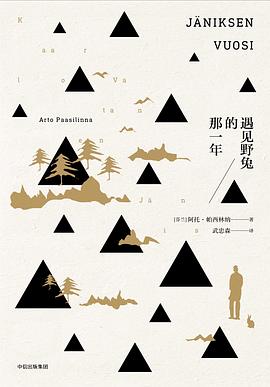 JÄNIKSEN
VUOSI
K
a a r
l o V a
t a n
e n
Arto Paasilinna
遇见野兔
的
那一年
J ä n
i s
[芬兰] 阿托·帕西林纳——著
武忠森——译
中信出版集团